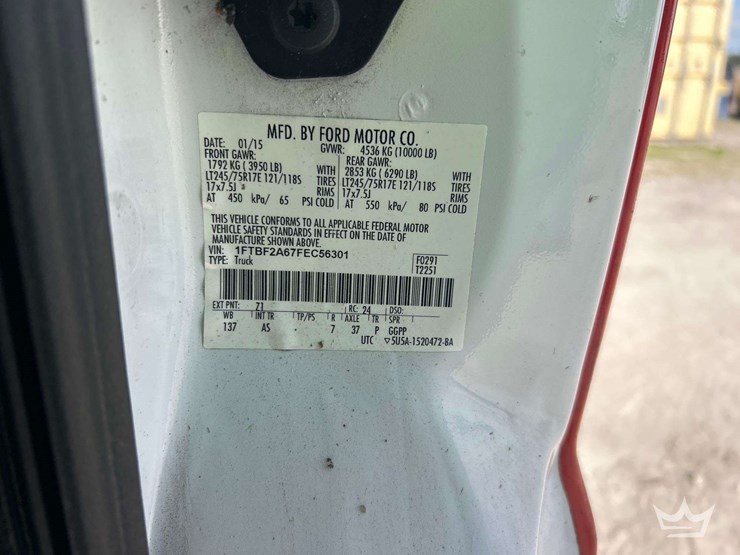 MFD. BY FORD MOTOR CO.
DATE: 01/15 GVWR: 4536 KG (10000 LB)
FRONT GAWR: REAR GAWR:
1792 KG ( 3950 LB) WITH 2853 KG ( 6290 LB) WITH
LT245/75R17E 121/118S TIRES LT245/75R17E 121/118S TIRES
17x7.5J RIMS 17x7.5J RIMS
AT 450 kPa/ 65 PSI COLD AT 550 kPa/ 80 PSI COLD
THIS VEHICLE CONFORMS TO ALL APPLICABLE FEDERAL MOTOR
VEHICLE SAFETY STANDARDS IN EFFECT ON THE DATE OF
MANUFACTURE SHOWN ABOVE.
VIN: 1FTBF2A67FEC56301 F0291
TYPE: Truck T2251
EXT PNT: Z1 RC: 24 DSO:
WB INT TR TP/PS R AXLE TR SPR
137 AS - 7 37 P GGPP
UTC ▽5U5A-1520472-BA